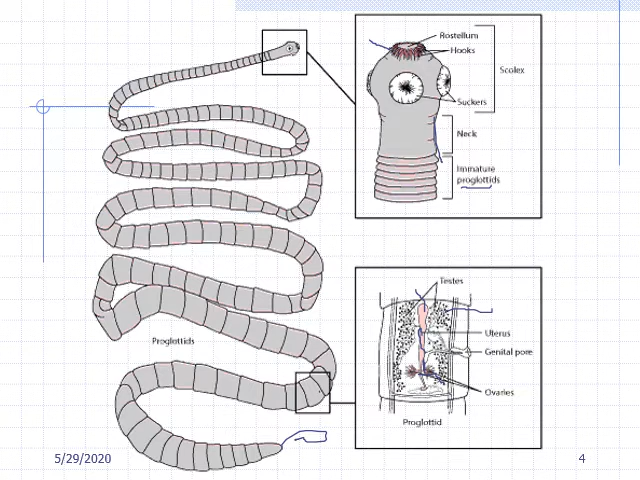 Rostellum
Hooks
Scolex
Suckers
Neck
Immature
proglottids
Proglottids
Testes
Uterus
Genital pore
Ovaries
Proglottid
5/29/2020
4